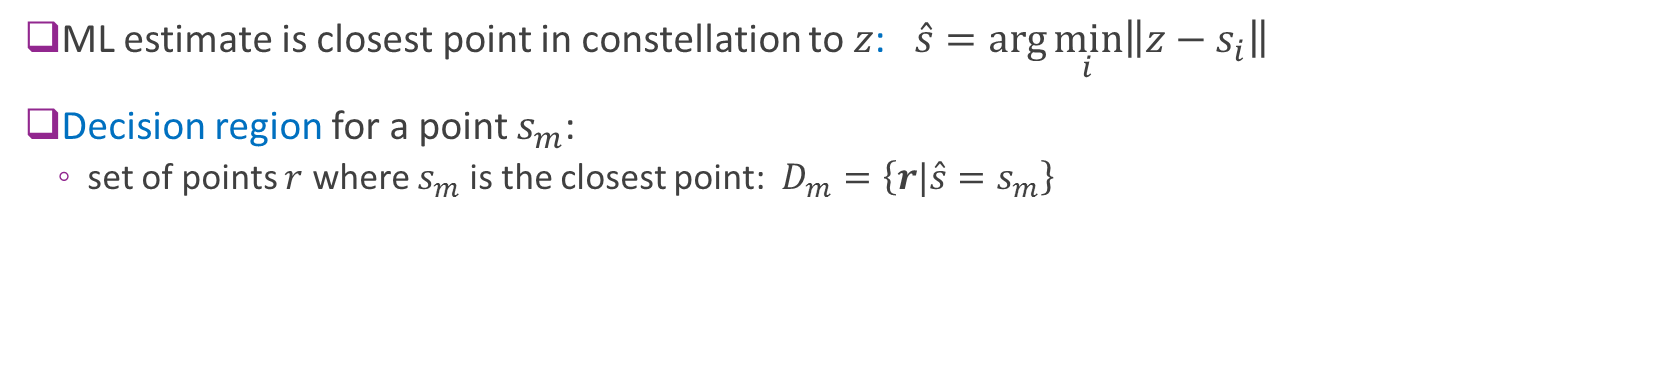 ❑ML estimate is closest point in constellation to z: ŝ = arg min_i ‖z − s_i‖
❑Decision region for a point s_m:
◦ set of points r where s_m is the closest point: D_m = {r|ŝ = s_m}